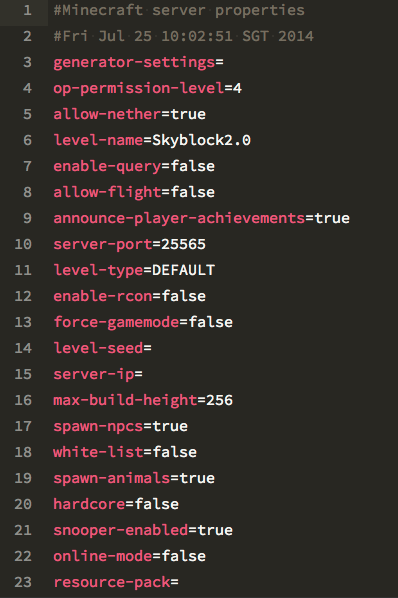 1 #Minecraft server properties
2 #Fri Jul 25 10:02:51 SGT 2014
3 generator-settings=
4 op-permission-level=4
5 allow-nether=true
6 level-name=Skyblock2.0
7 enable-query=false
8 allow-flight=false
9 announce-player-achievements=true
10 server-port=25565
11 level-type=DEFAULT
12 enable-rcon=false
13 force-gamemode=false
14 level-seed=
15 server-ip=
16 max-build-height=256
17 spawn-npcs=true
18 white-list=false
19 spawn-animals=true
20 hardcore=false
21 snooper-enabled=true
22 online-mode=false
23 resource-pack=